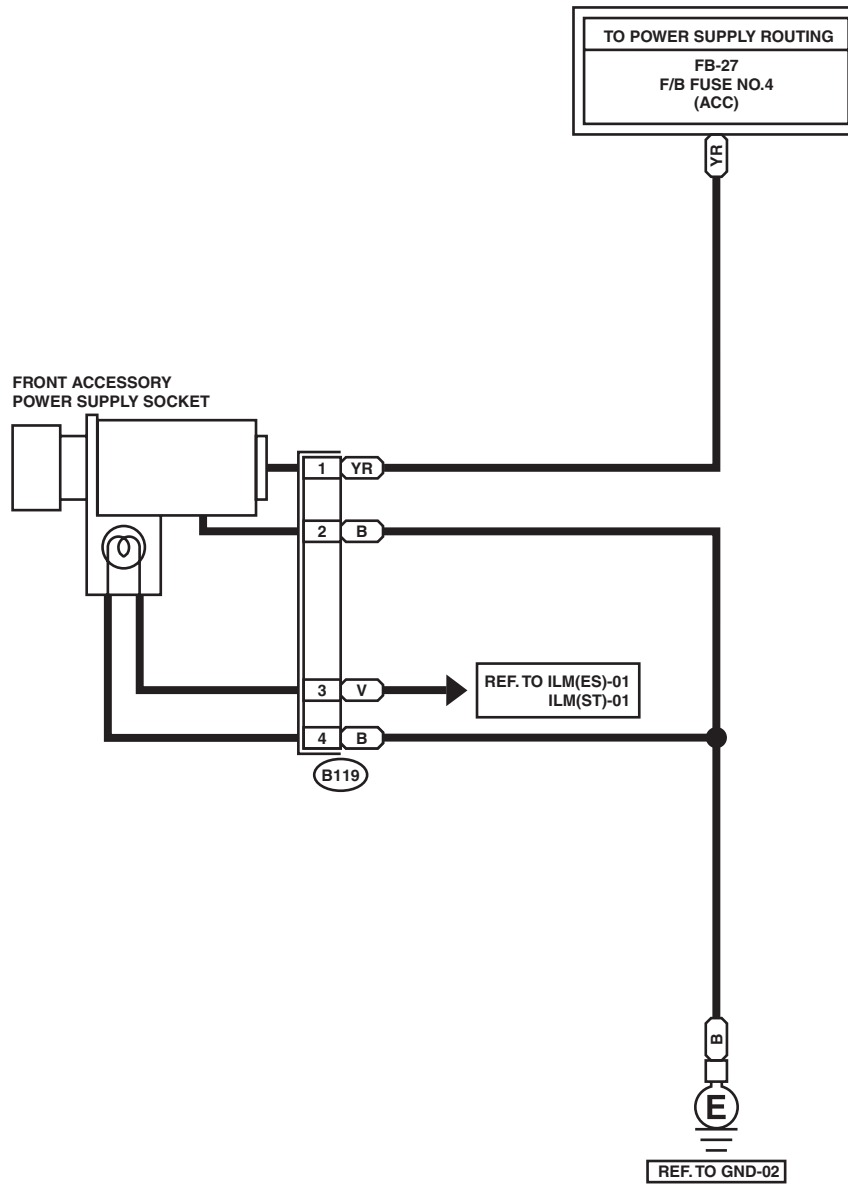 TO POWER SUPPLY ROUTING
FB-27
F/B FUSE NO.4
(ACC)
YR
FRONT ACCESSORY
POWER SUPPLY SOCKET
1 YR
2 B
3 V
REF. TO ILM(ES)-01
ILM(ST)-01
4 B
B119
B
E
REF. TO GND-02